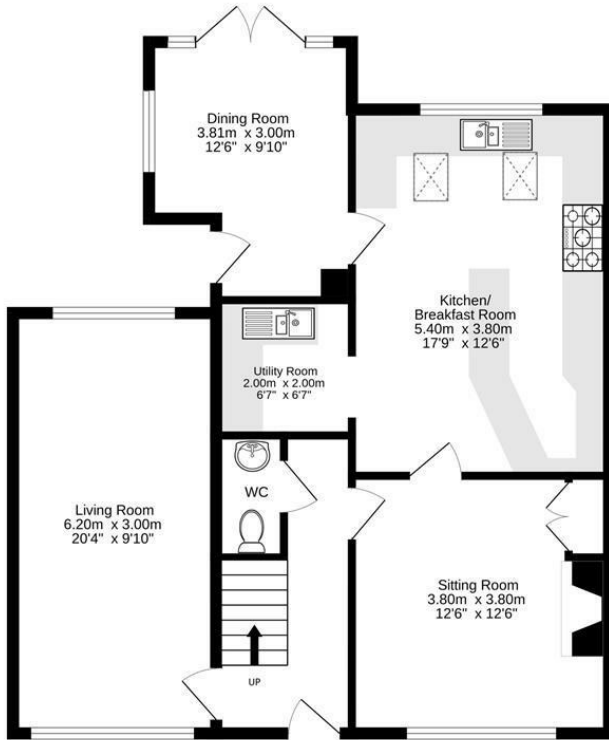 Dining Room
3.81m x 3.00m
12'6" x 9'10"
Kitchen/
Breakfast Room
5.40m x 3.80m
17'9" x 12'6"
Utility Room
2.00m x 2.00m
6'7" x 6'7"
WC
Living Room
6.20m x 3.00m
20'4" x 9'10"
Sitting Room
3.80m x 3.80m
12'6" x 12'6"
UP